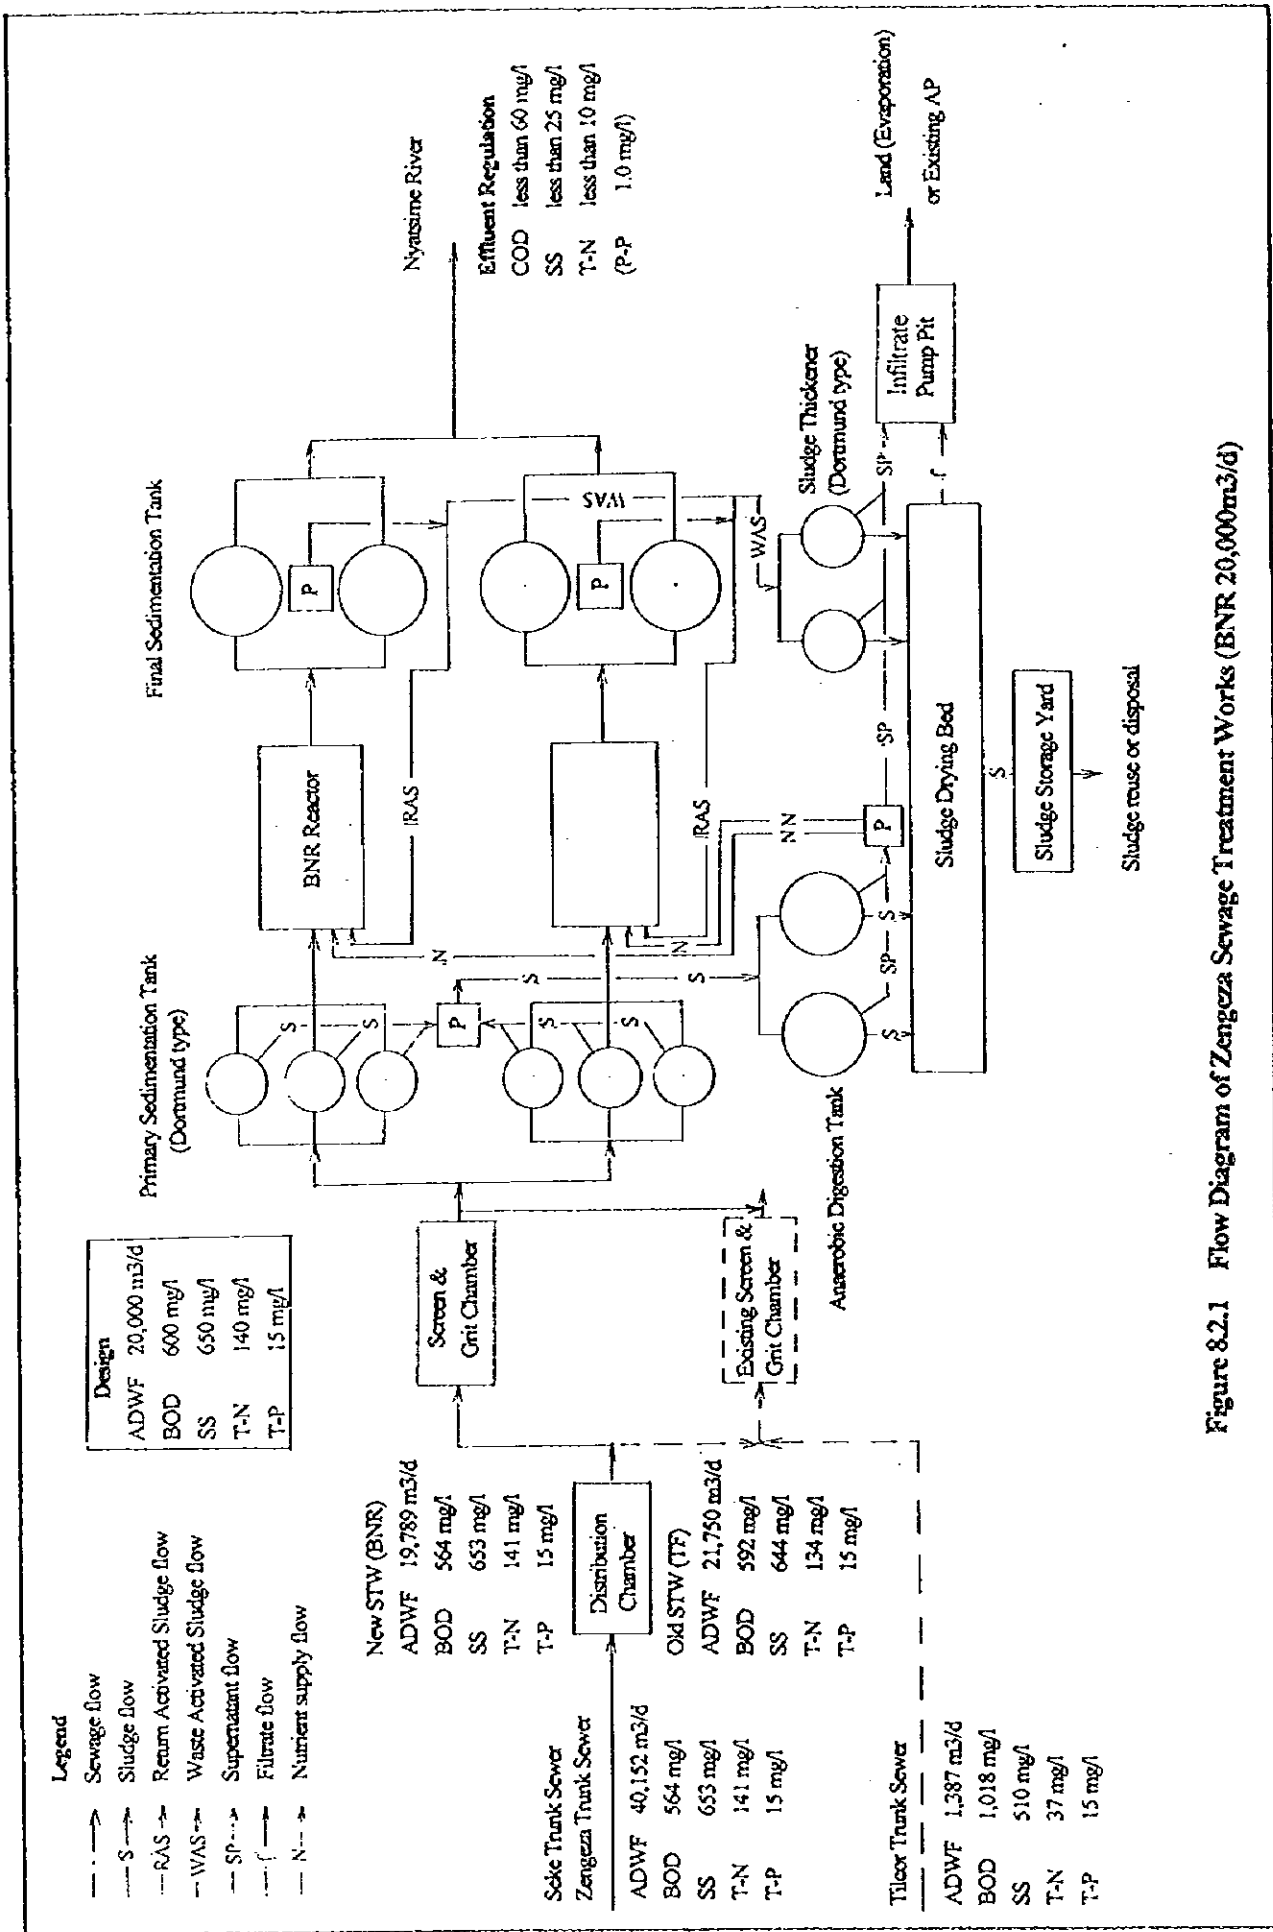 Legend
Sewage flow
S Sludge flow
RAS Return Activated Sludge flow
WAS Waste Activated Sludge flow
SP Supernatant flow
f Filtrate flow
N Nutrient supply flow
Design
ADWF 20,000 m3/d
BOD 600 mg/l
SS 650 mg/l
T-N 140 mg/l
T-P 15 mg/l
Seke Trunk Sewer
Zengeza Trunk Sewer
ADWF 40,152 m3/d
BOD 564 mg/l
SS 653 mg/l
T-N 141 mg/l
T-P 15 mg/l
Tilcor Trunk Sewer
ADWF 1,387 m3/d
BOD 1,018 mg/l
SS 510 mg/l
T-N 37 mg/l
T-P 15 mg/l
New STW (BNR)
ADWF 19,789 m3/d
BOD 564 mg/l
SS 653 mg/l
T-N 141 mg/l
T-P 15 mg/l
Distribution
Chamber
Old STW (TF)
ADWF 21,750 m3/d
BOD 592 mg/l
SS 644 mg/l
T-N 134 mg/l
T-P 15 mg/l
Screen &
Grit Chamber
Existing Screen &
Grit Chamber
Primary Sedimentation Tank
(Dortmund type)
S
S
P
S
S
S
S
N
N
N
N
BNR Reactor
RAS
RAS
Final Sedimentation Tank
P
P
WAS
WAS
Nyatsime River
Effluent Regulation
COD less than 60 mg/l
SS less than 25 mg/l
T-N less than 10 mg/l
(P-P 1.0 mg/l)
Anaerobic Digestion Tank
S
SP
S
P
SP
SP
Sludge Thickener
(Dortmund type)
Sludge Drying Bed
f
Infiltrate
Pump Pit
Land (Evaporation)
or Existing AP
S
Sludge Storage Yard
Sludge reuse or disposal
Figure 8.2.1 Flow Diagram of Zengeza Sewage Treatment Works (BNR 20,000m3/d)